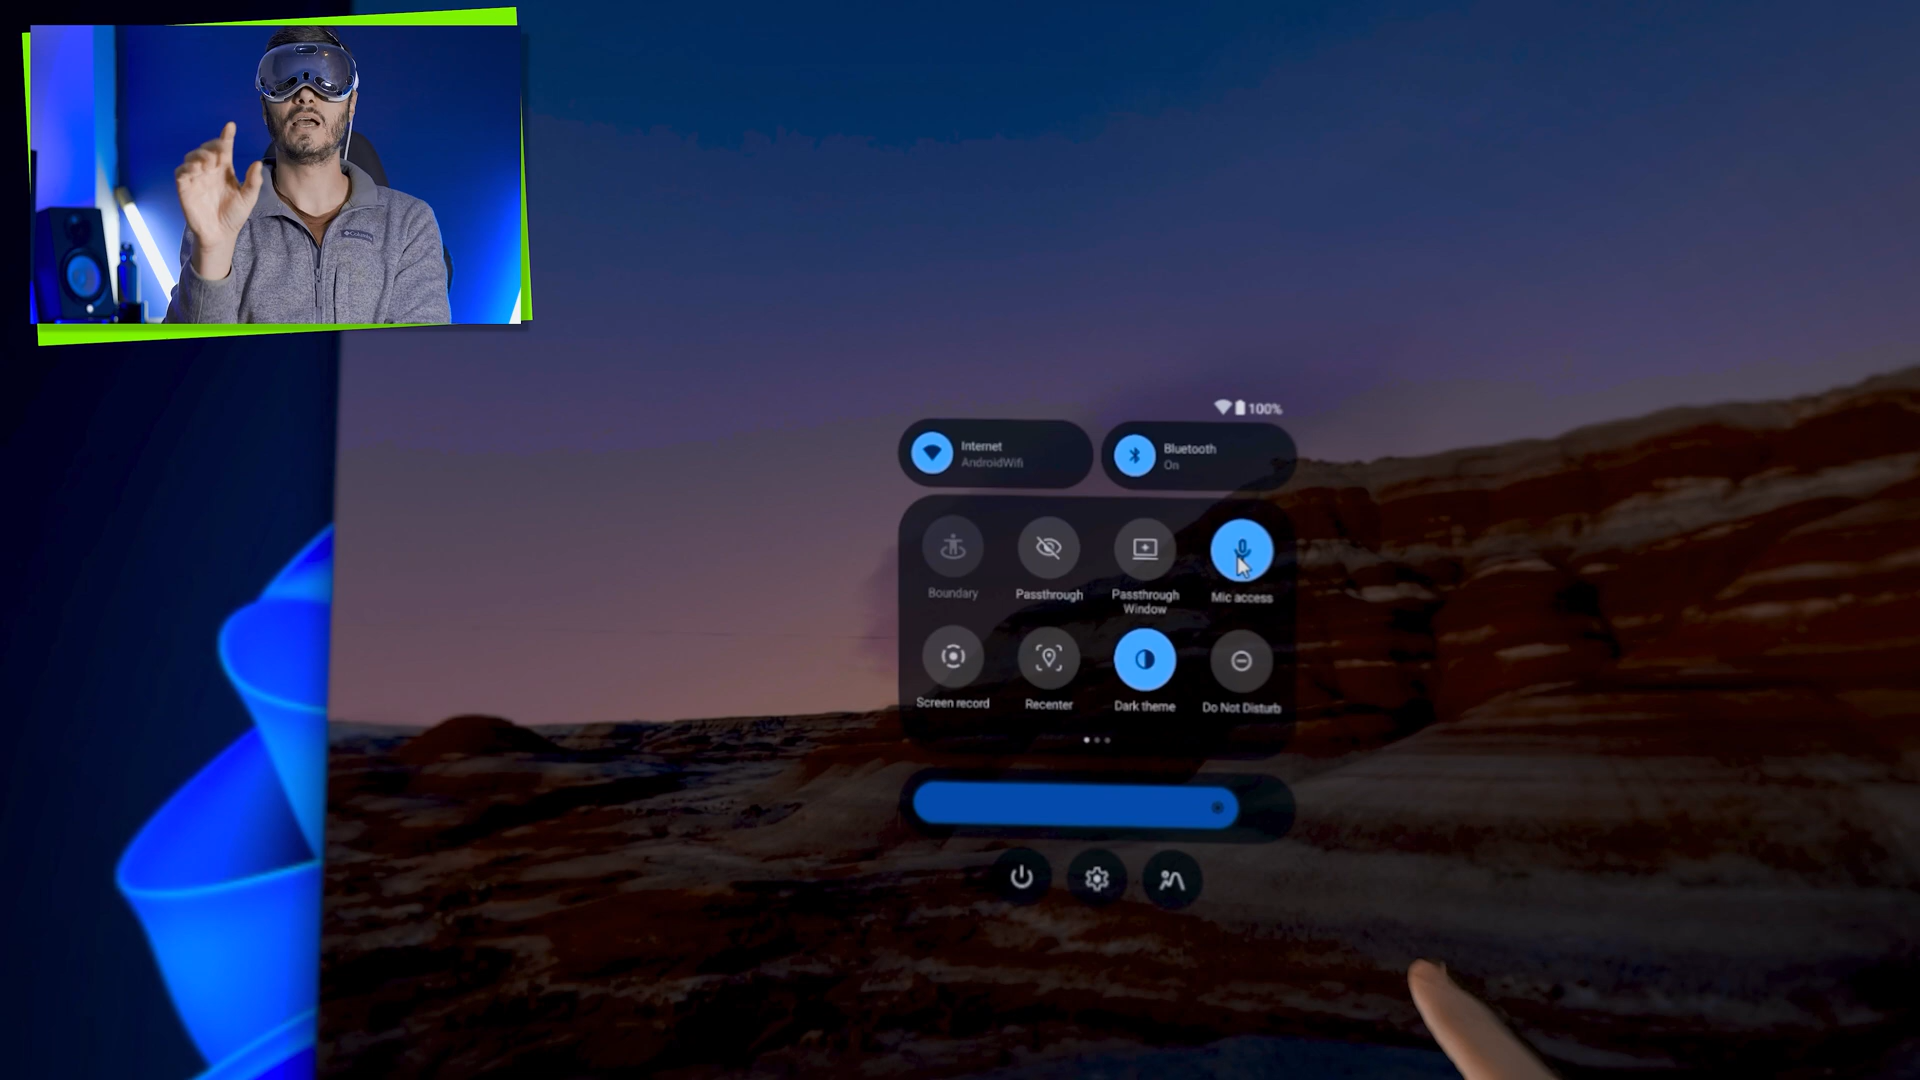 Columbia
100%
Internet
AndroidWifi
Bluetooth
On
Boundary
Passthrough
Passthrough
Window
Mic access
Screen record
Recenter
Dark theme
Do Not Disturb